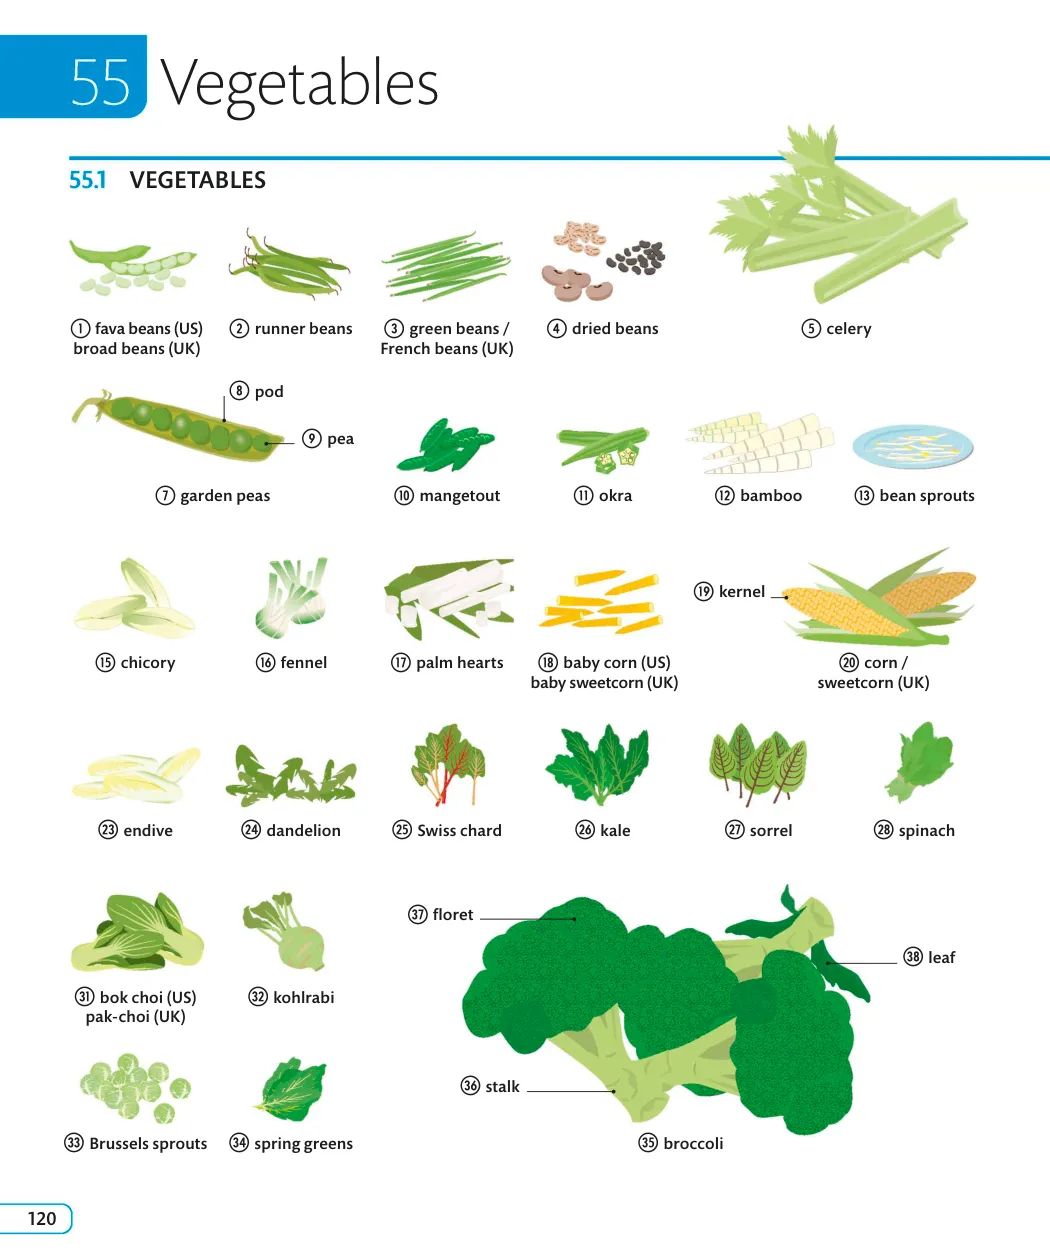 55 Vegetables
55.1 VEGETABLES
① fava beans (US)
broad beans (UK)
② runner beans
③ green beans /
French beans (UK)
④ dried beans
⑤ celery
⑧ pod
⑨ pea
⑦ garden peas
⑩ mangetout
⑪ okra
⑫ bamboo
⑬ bean sprouts
⑮ chicory
⑯ fennel
⑰ palm hearts
⑱ baby corn (US)
baby sweetcorn (UK)
⑲ kernel
⑳ corn /
sweetcorn (UK)
㉓ endive
㉔ dandelion
㉕ Swiss chard
㉖ kale
㉗ sorrel
㉘ spinach
㉛ bok choi (US)
pak-choi (UK)
㉜ kohlrabi
㊲ floret
㊳ leaf
㊱ stalk
㉝ Brussels sprouts
㉞ spring greens
㉟ broccoli
120